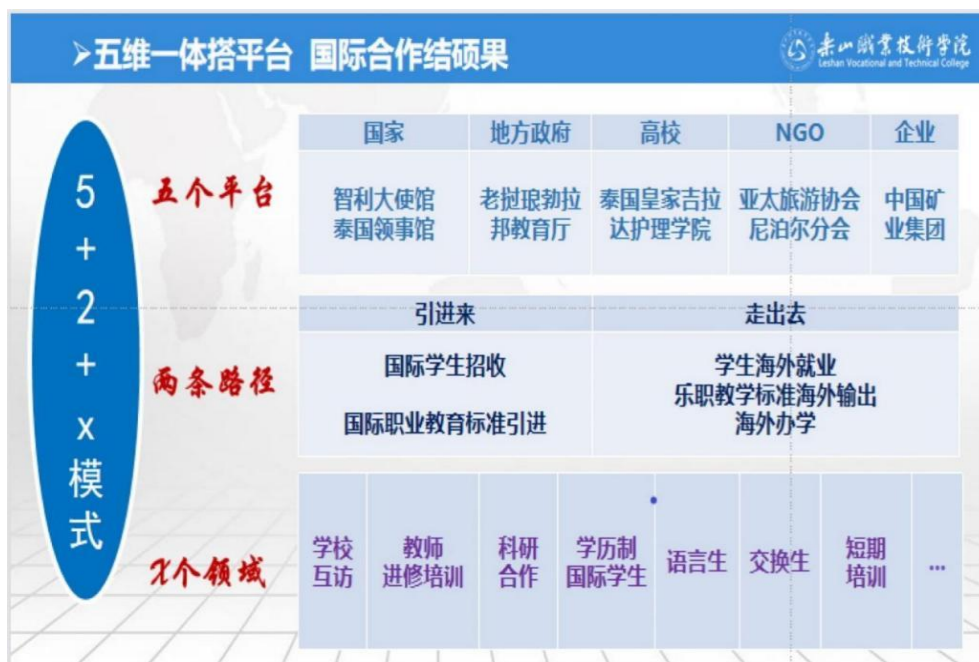 ➢五维一体搭平台 国际合作结硕果
乐山职业技术学院
Leshan Vocational and Technical College
5
+
2
+
x
模
式
五个平台
国家 地方政府 高校 NGO 企业
智利大使馆 老挝琅勃拉 泰国皇家吉拉 亚太旅游协会 中国矿
泰国领事馆 邦教育厅 达护理学院 尼泊尔分会 业集团
两条路径
引进来 走出去
国际学生招收
国际职业教育标准引进
学生海外就业
乐职教学标准海外输出
海外办学
X个领域
学校 教师 科研 学历制 语言生 交换生 短期 ...
互访 进修培训 合作 国际学生 培训